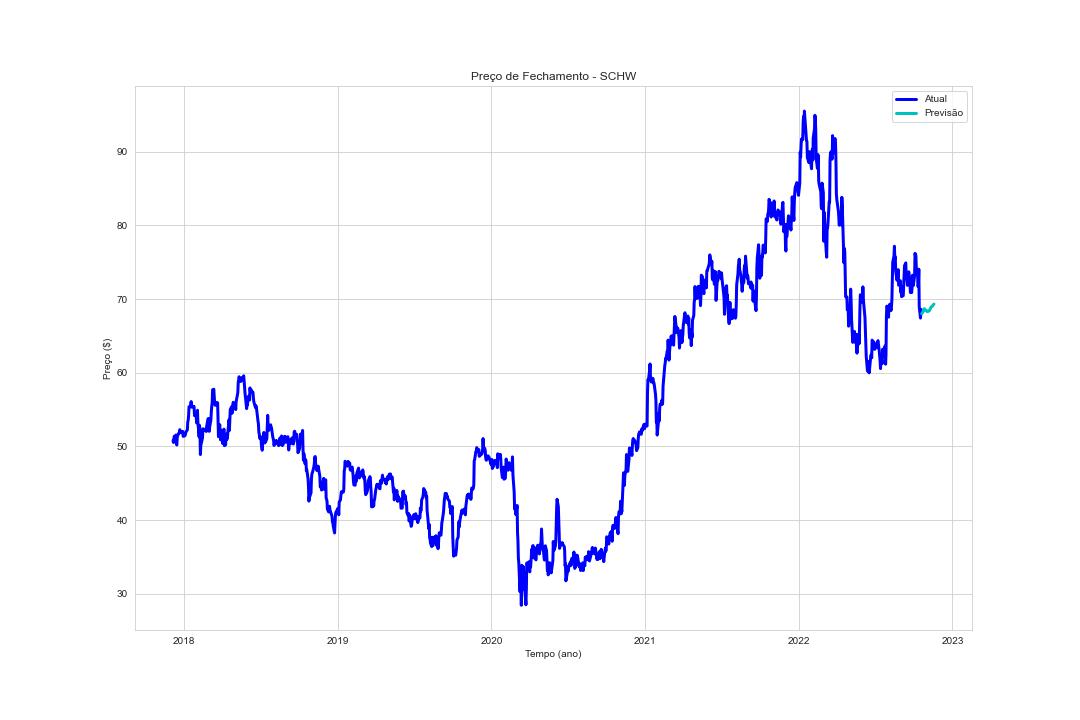 Preço de Fechamento - SCHW
Atual
Previsão
90
80
70
60
50
40
30
Preço ($)
2018
2019
2020
2021
2022
2023
Tempo (ano)